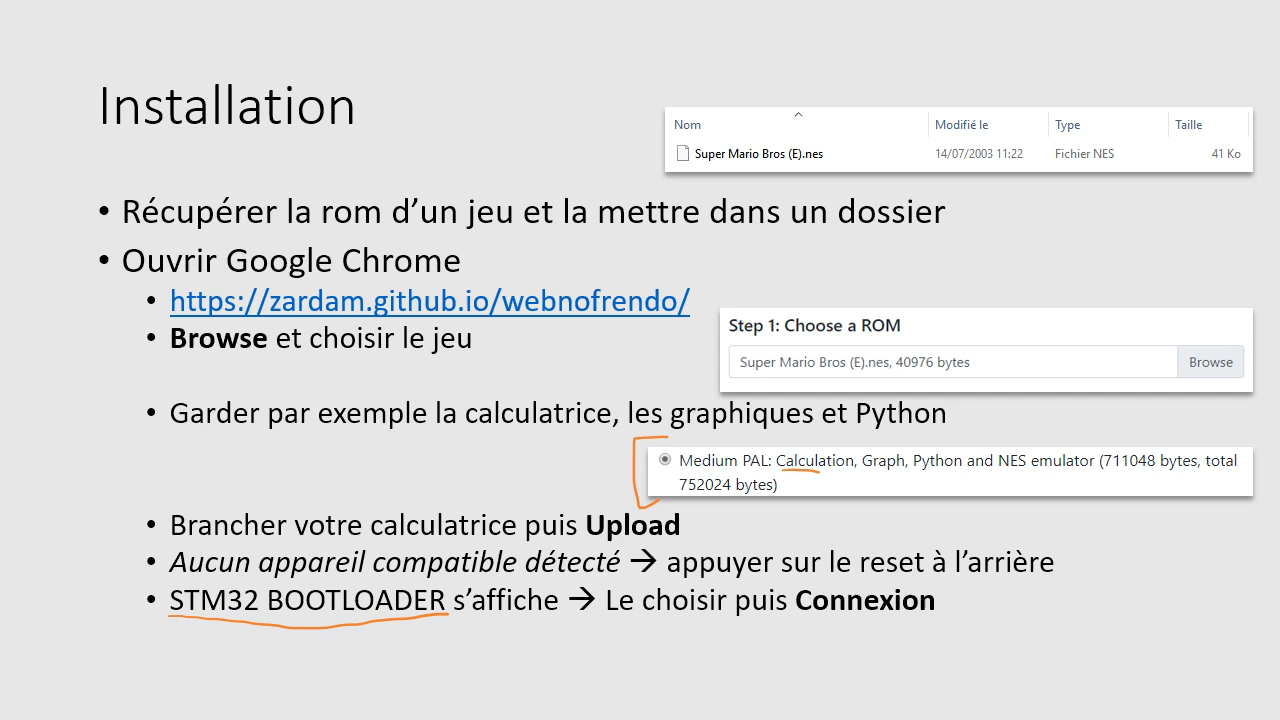 Installation
Nom Modifié le Type Taille
Super Mario Bros (E).nes 14/07/2003 11:22 Fichier NES 41 Ko
• Récupérer la rom d’un jeu et la mettre dans un dossier
• Ouvrir Google Chrome
• https://zardam.github.io/webnofrendo/
• Browse et choisir le jeu
Step 1: Choose a ROM
Super Mario Bros (E).nes, 40976 bytes Browse
• Garder par exemple la calculatrice, les graphiques et Python
Medium PAL: Calculation, Graph, Python and NES emulator (711048 bytes, total
752024 bytes)
• Brancher votre calculatrice puis Upload
• Aucun appareil compatible détecté → appuyer sur le reset à l’arrière
• STM32 BOOTLOADER s’affiche → Le choisir puis Connexion